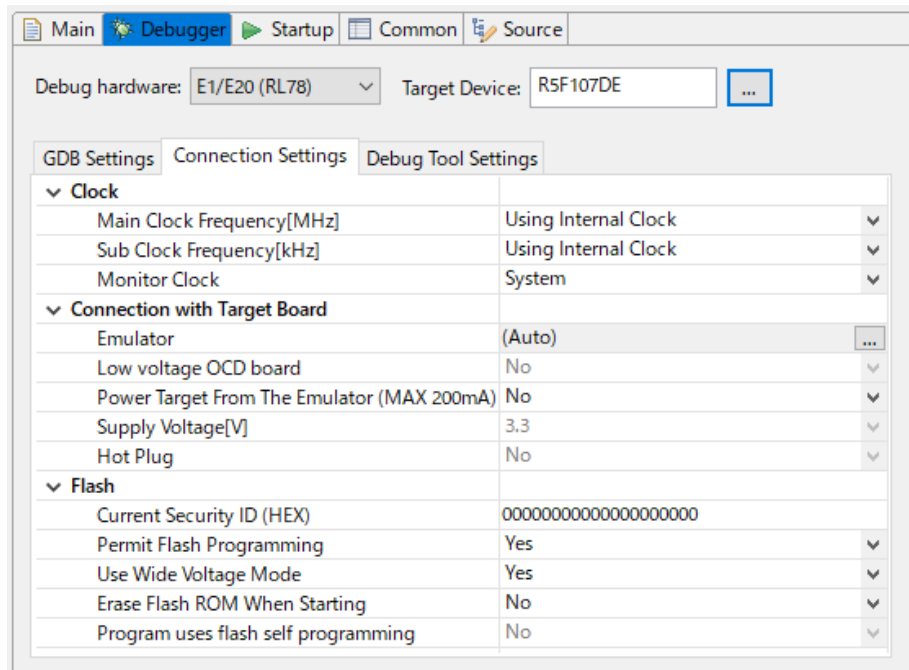 Main Debugger Startup Common Source
Debug hardware: E1/E20 (RL78) Target Device: R5F107DE ...
GDB Settings Connection Settings Debug Tool Settings
Clock
Main Clock Frequency[MHz] Using Internal Clock
Sub Clock Frequency[kHz] Using Internal Clock
Monitor Clock System
Connection with Target Board
Emulator (Auto) ...
Low voltage OCD board No
Power Target From The Emulator (MAX 200mA) No
Supply Voltage[V] 3.3
Hot Plug No
Flash
Current Security ID (HEX) 00000000000000000000
Permit Flash Programming Yes
Use Wide Voltage Mode Yes
Erase Flash ROM When Starting No
Program uses flash self programming No